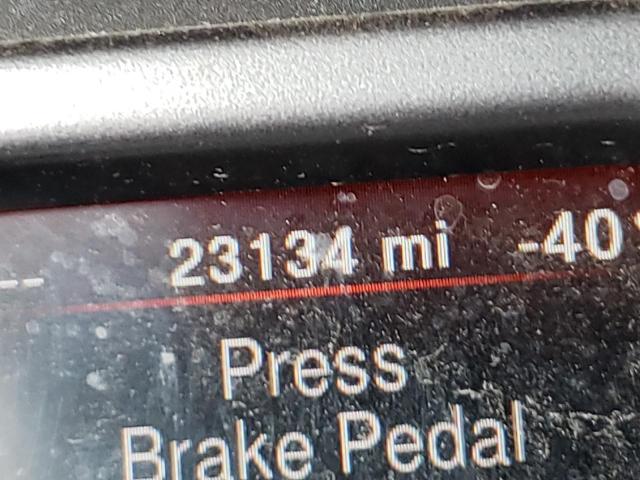 -- 23134 mi -40°
Press
Brake Pedal